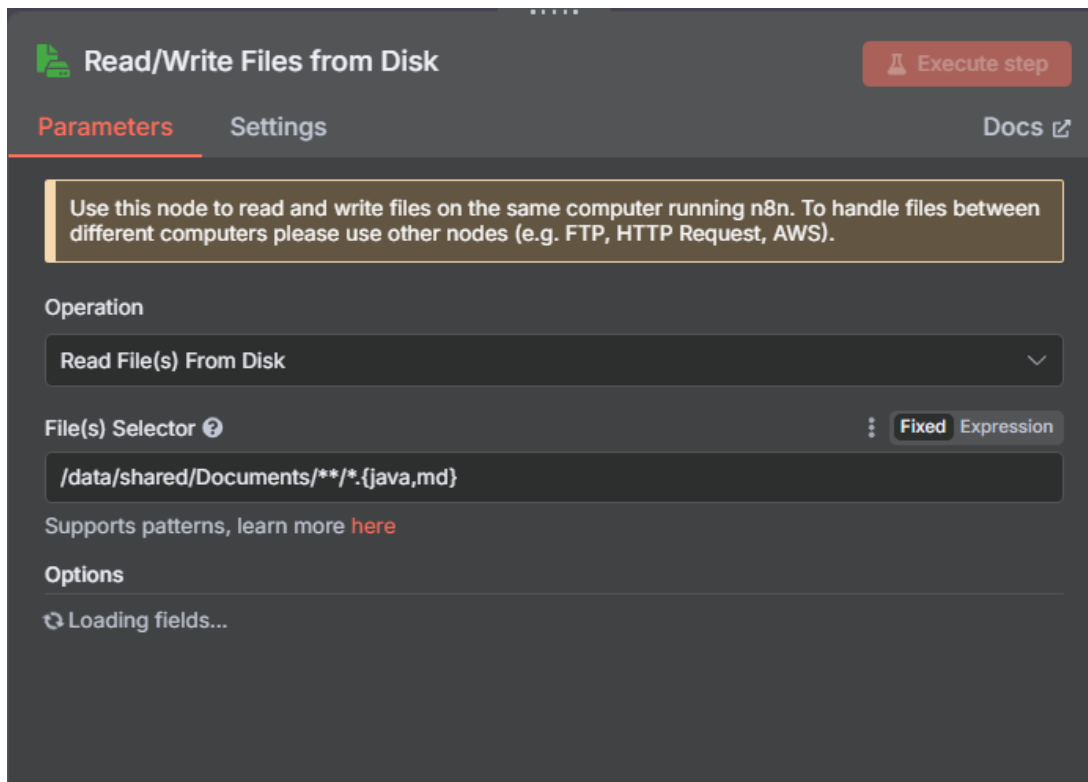 Read/Write Files from Disk
Execute step
Parameters
Settings
Docs
Use this node to read and write files on the same computer running n8n. To handle files between
different computers please use other nodes (e.g. FTP, HTTP Request, AWS).
Operation
Read File(s) From Disk
File(s) Selector
Fixed
Expression
/data/shared/Documents/**/*.{java,md}
Supports patterns, learn more here
Options
Loading fields...